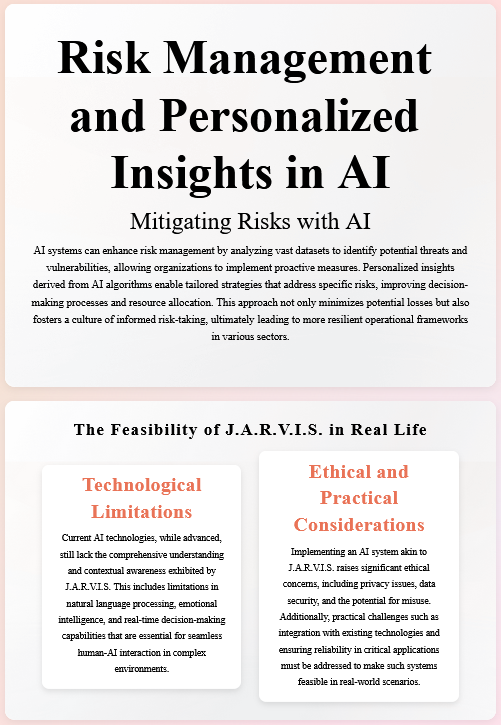 Risk Management
and Personalized
Insights in AI
Mitigating Risks with AI
AI systems can enhance risk management by analyzing vast datasets to identify potential threats and
vulnerabilities, allowing organizations to implement proactive measures. Personalized insights
derived from AI algorithms enable tailored strategies that address specific risks, improving decision-
making processes and resource allocation. This approach not only minimizes potential losses but also
fosters a culture of informed risk-taking, ultimately leading to more resilient operational frameworks
in various sectors.
The Feasibility of J.A.R.V.I.S. in Real Life
Technological
Limitations
Current AI technologies, while advanced,
still lack the comprehensive understanding
and contextual awareness exhibited by
J.A.R.V.I.S. This includes limitations in
natural language processing, emotional
intelligence, and real-time decision-making
capabilities that are essential for seamless
human-AI interaction in complex
environments.
Ethical and
Practical
Considerations
Implementing an AI system akin to
J.A.R.V.I.S. raises significant ethical
concerns, including privacy issues, data
security, and the potential for misuse.
Additionally, practical challenges such as
integration with existing technologies and
ensuring reliability in critical applications
must be addressed to make such systems
feasible in real-world scenarios.